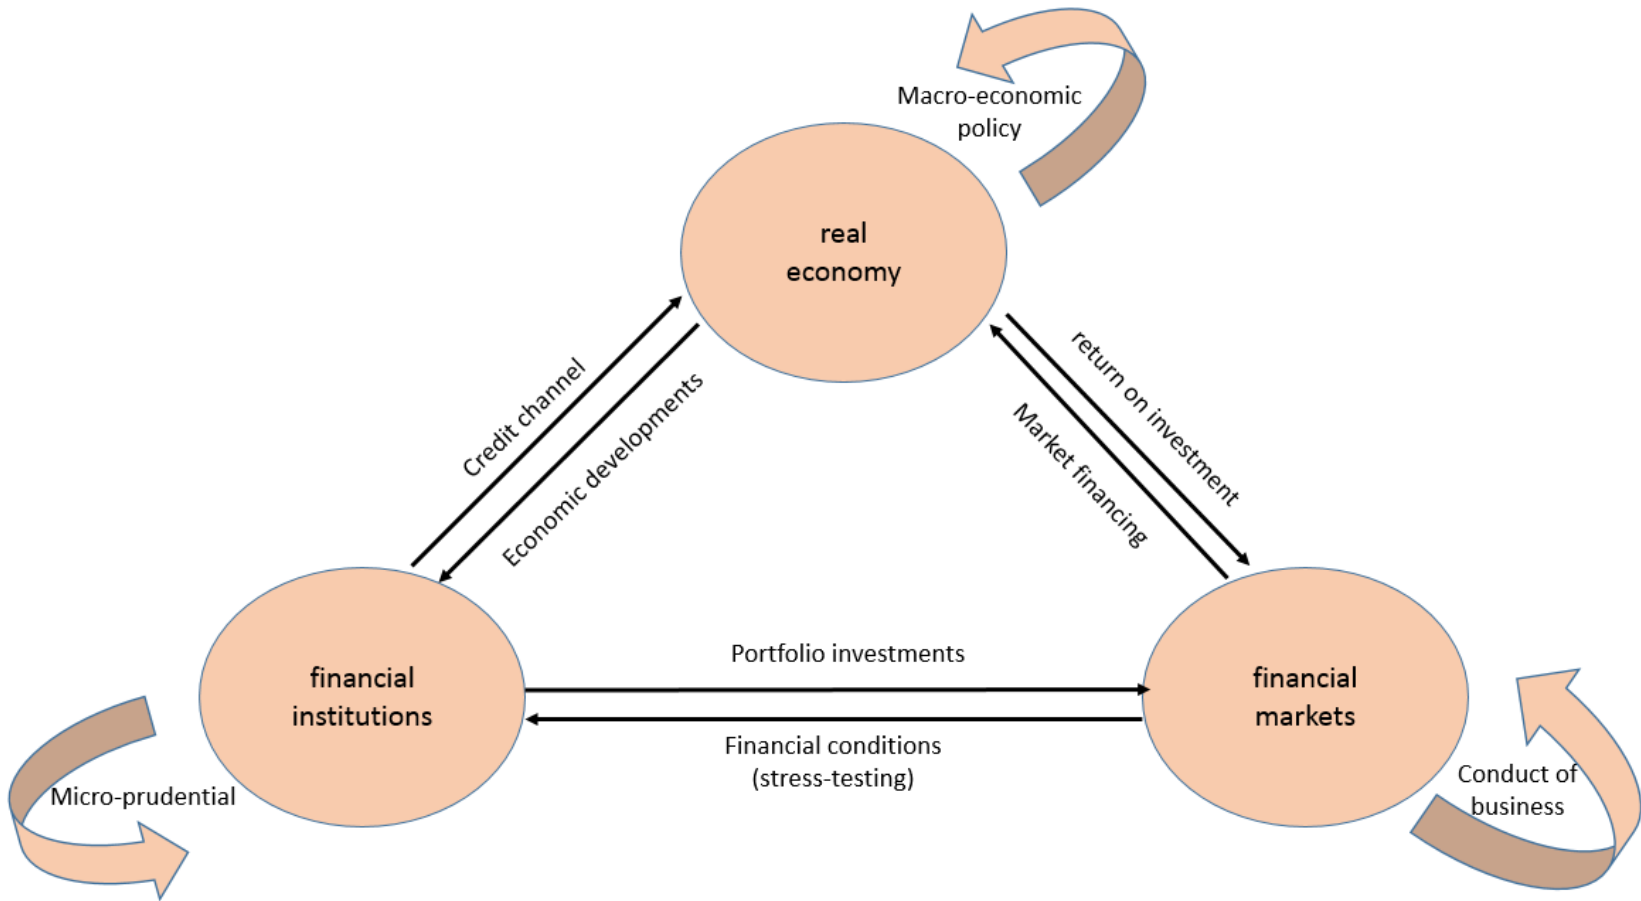 Macro-economic
policy
real
economy
Credit channel
Economic developments
return on investment
Market financing
financial
institutions
Portfolio investments
Financial conditions
(stress-testing)
financial
markets
Micro-prudential
Conduct of
business